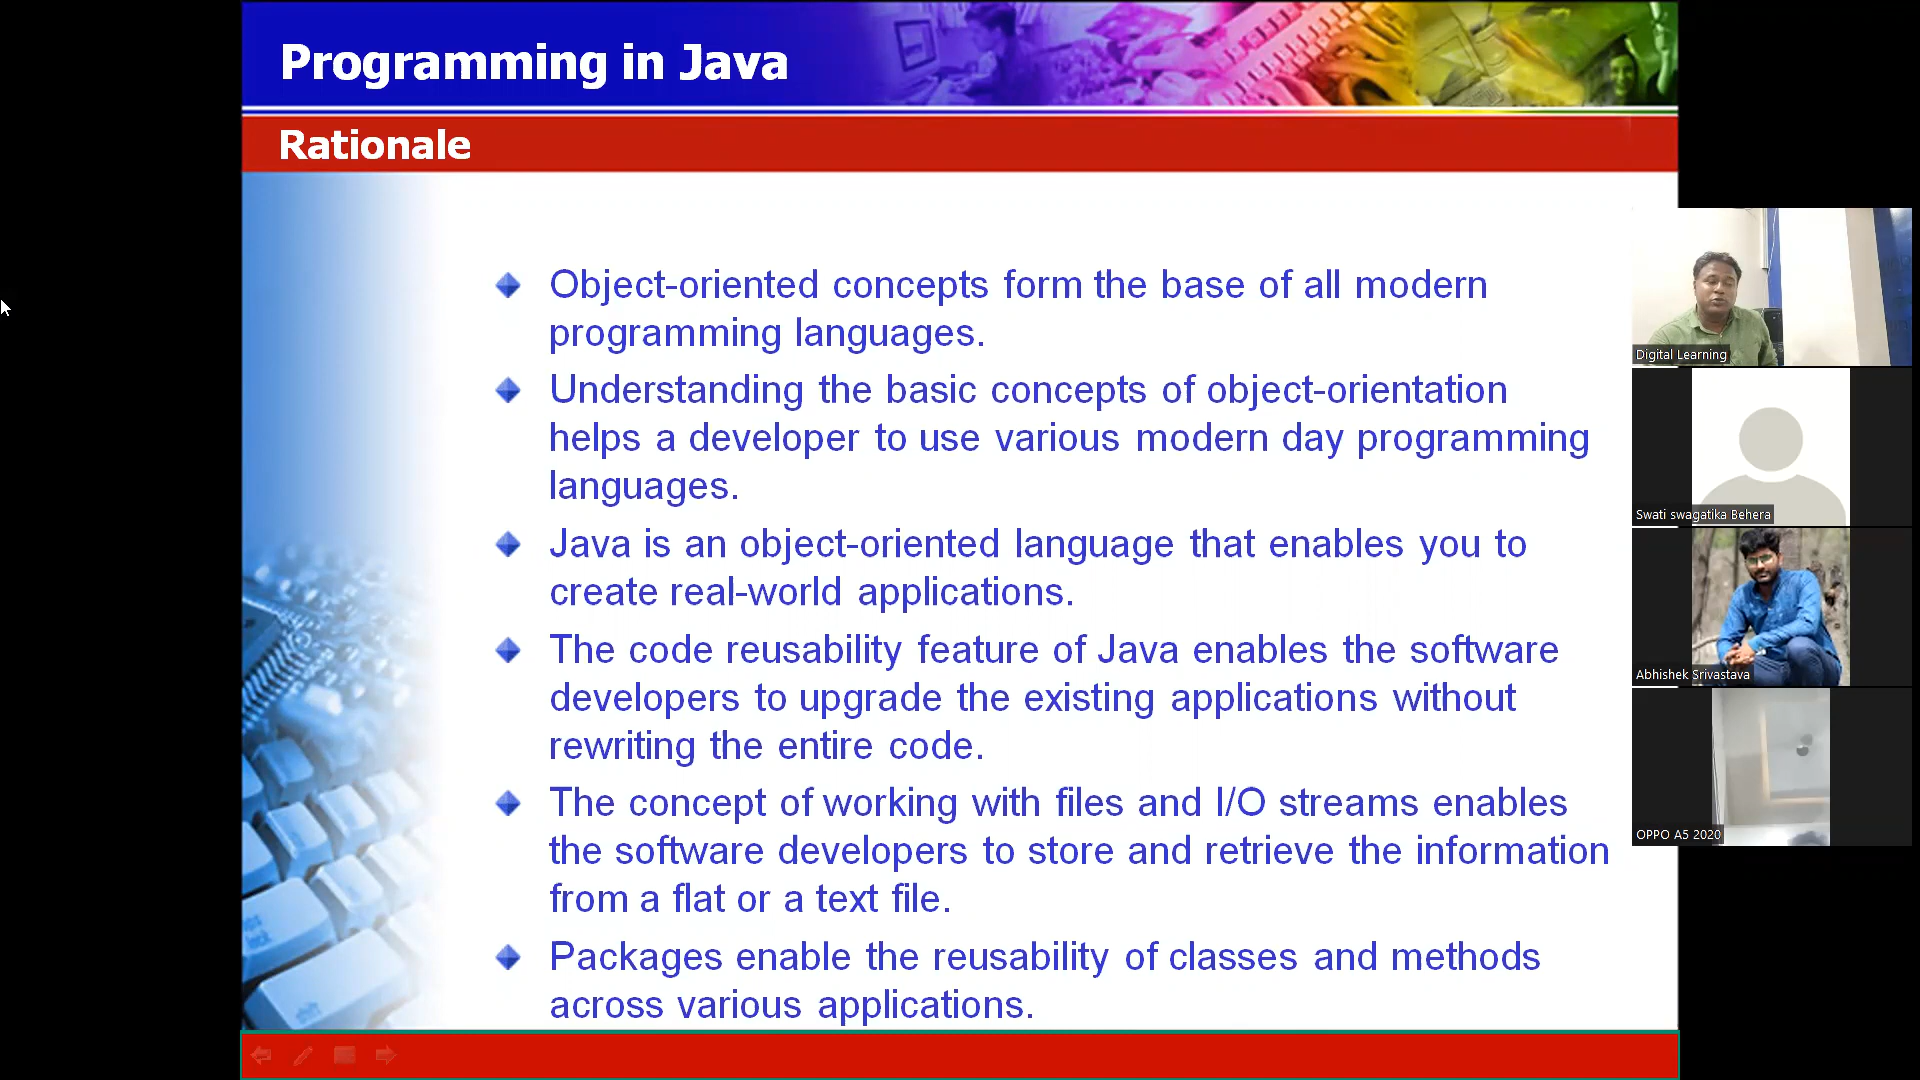 Programming in Java
Rationale
Object-oriented concepts form the base of all modern
programming languages.
Understanding the basic concepts of object-orientation
helps a developer to use various modern day programming
languages.
Java is an object-oriented language that enables you to
create real-world applications.
The code reusability feature of Java enables the software
developers to upgrade the existing applications without
rewriting the entire code.
The concept of working with files and I/O streams enables
the software developers to store and retrieve the information
from a flat or a text file.
Packages enable the reusability of classes and methods
across various applications.
Digital Learning
Swati swagatika Behera
Abhishek Srivastava
OPPO A5 2020
shift